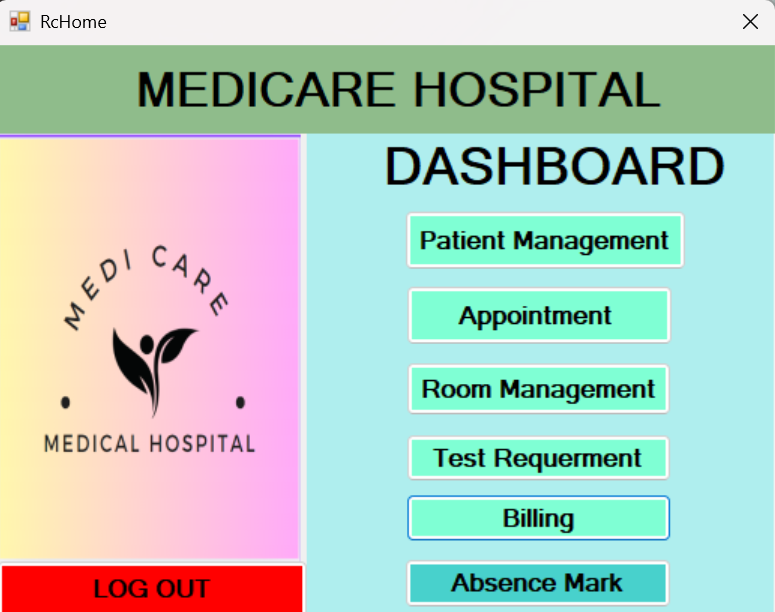 RcHome
MEDICARE HOSPITAL
DASHBOARD
Patient Management
MEDI CARE
Appointment
Room Management
MEDICAL HOSPITAL
Test Requerment
Billing
LOG OUT
Absence Mark